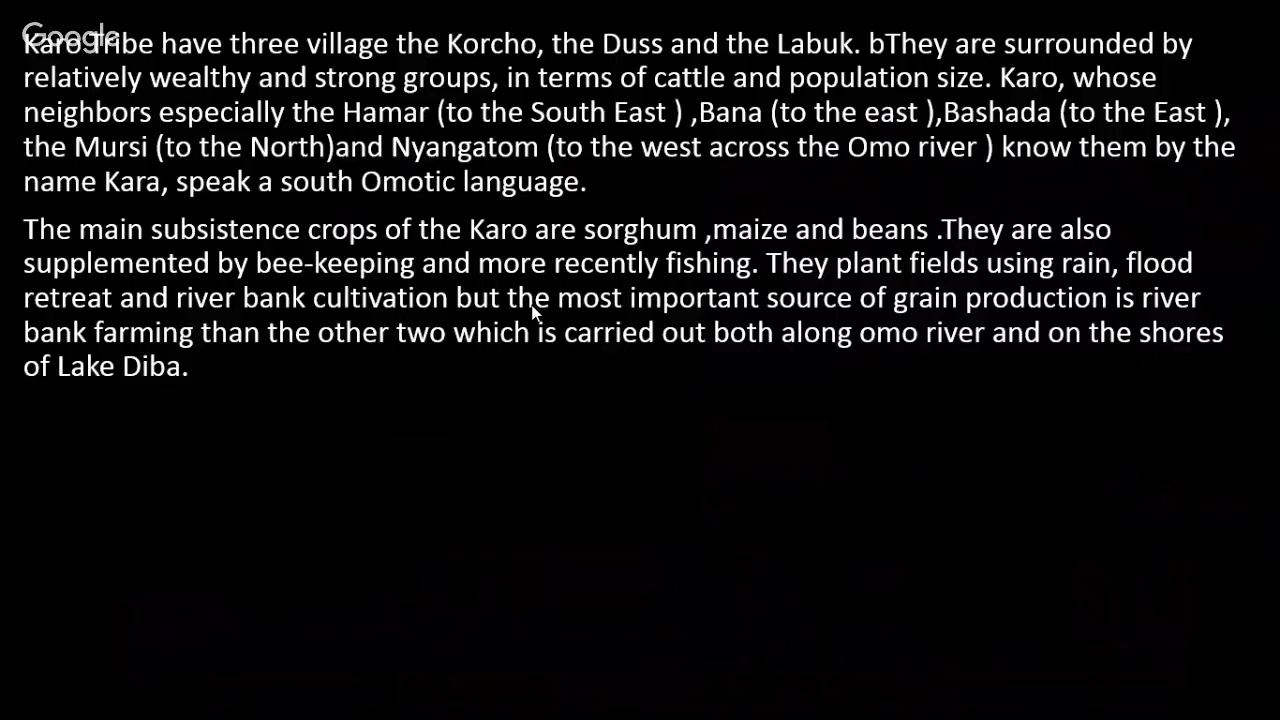 Google
Karo Tribe have three village the Korcho, the Duss and the Labuk. bThey are surrounded by
relatively wealthy and strong groups, in terms of cattle and population size. Karo, whose
neighbors especially the Hamar (to the South East ) ,Bana (to the east ),Bashada (to the East ),
the Mursi (to the North)and Nyangatom (to the west across the Omo river ) know them by the
name Kara, speak a south Omotic language.
The main subsistence crops of the Karo are sorghum ,maize and beans .They are also
supplemented by bee-keeping and more recently fishing. They plant fields using rain, flood
retreat and river bank cultivation but the most important source of grain production is river
bank farming than the other two which is carried out both along omo river and on the shores
of Lake Diba.